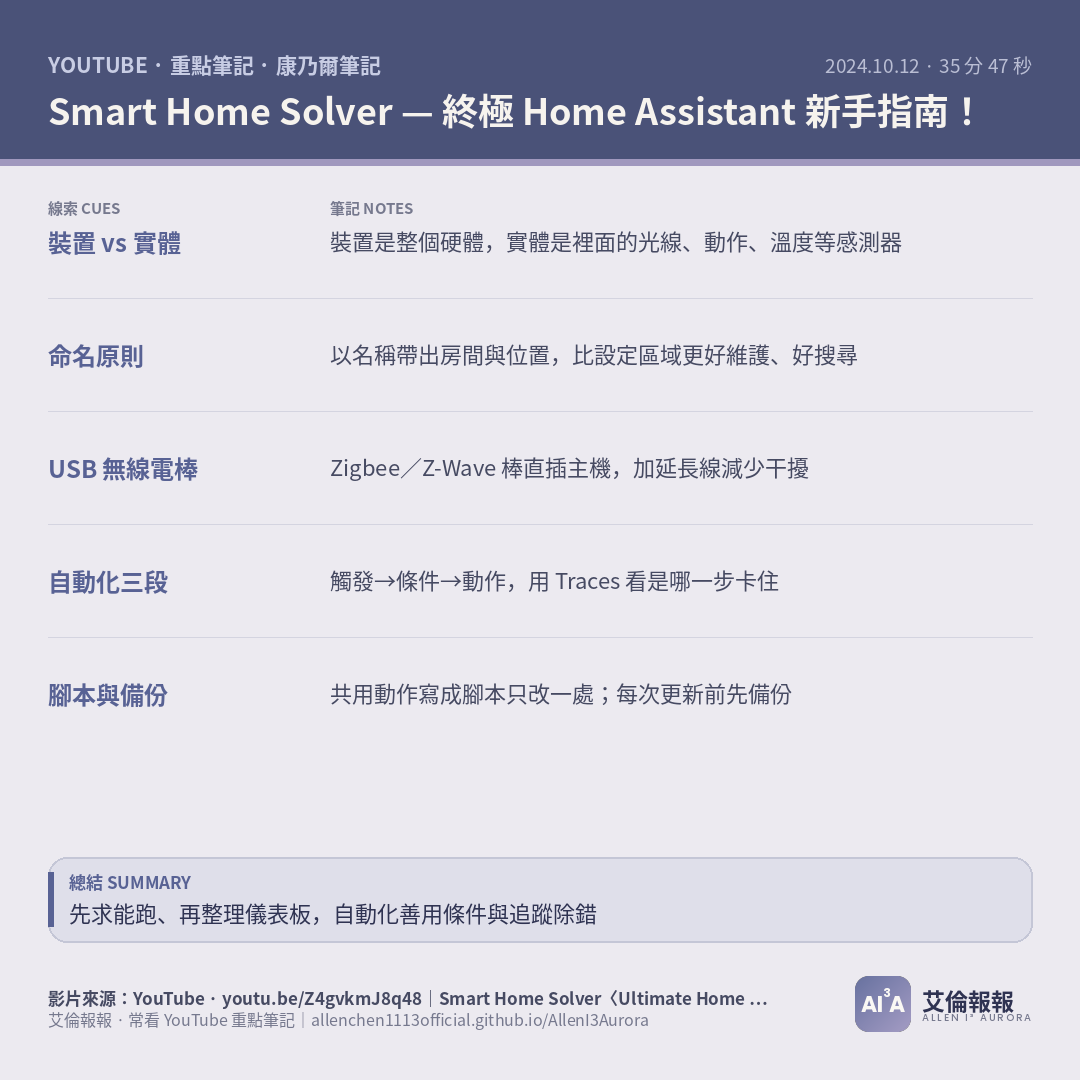 YOUTUBE · 重點筆記 · 康乃爾筆記
2024.10.12 · 35 分 47 秒
Smart Home Solver — 終極 Home Assistant 新手指南！
線索 CUES
筆記 NOTES
裝置 vs 實體
裝置是整個硬體，實體是裡面的光線、動作、溫度等感測器
命名原則
以名稱帶出房間與位置，比設定區域更好維護、好搜尋
USB 無線電棒
Zigbee／Z-Wave 棒直插主機，加延長線減少干擾
自動化三段
觸發→條件→動作，用 Traces 看是哪一步卡住
腳本與備份
共用動作寫成腳本只改一處；每次更新前先備份
總結 SUMMARY
先求能跑、再整理儀表板，自動化善用條件與追蹤除錯
影片來源：YouTube · youtu.be/Z4gvkmJ8q48｜Smart Home Solver〈Ultimate Home …
艾倫報報 · 常看 YouTube 重點筆記｜allenchen1113official.github.io/AllenI3Aurora
AI³A
艾倫報報
ALLEN I³ AURORA